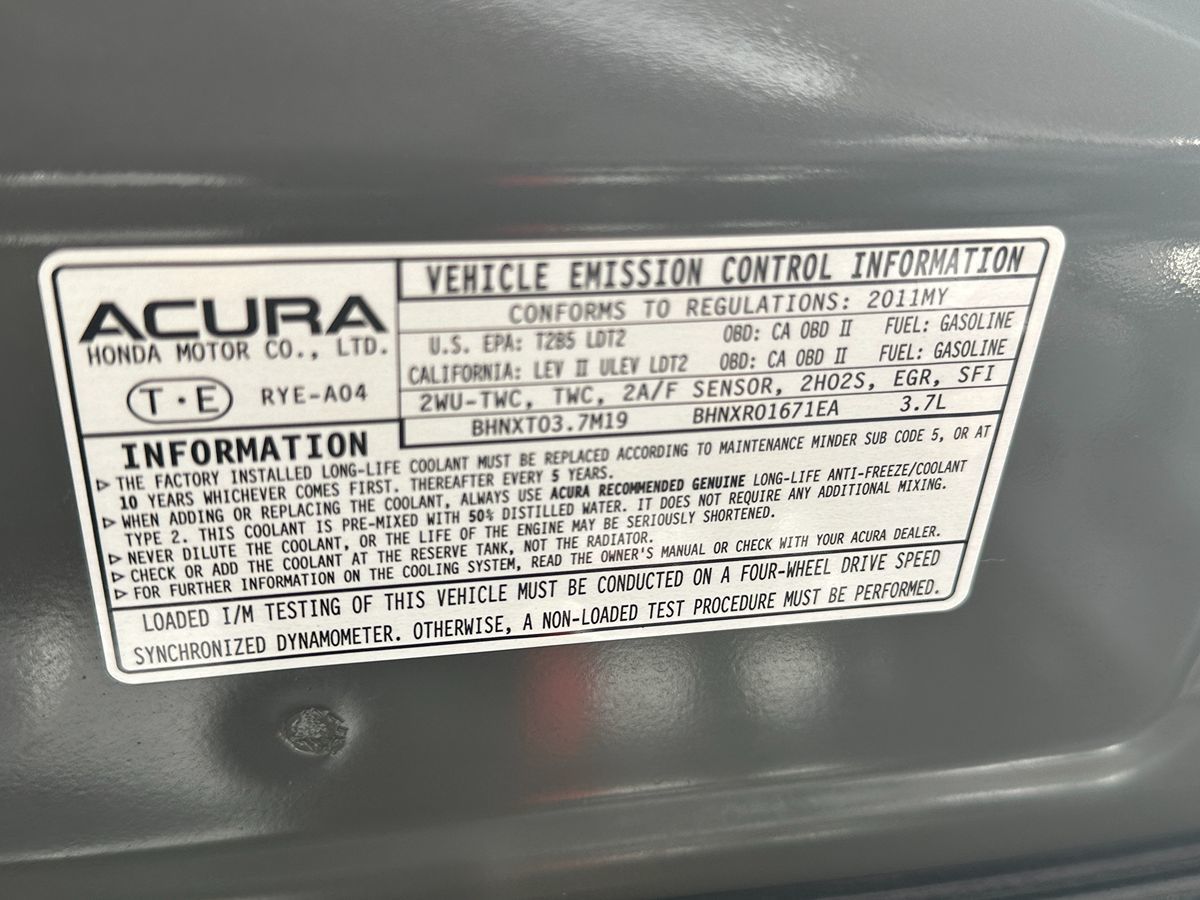 ACURA
HONDA MOTOR CO., LTD.
T·E RYE-A04
VEHICLE EMISSION CONTROL INFORMATION
CONFORMS TO REGULATIONS: 2011MY
U.S. EPA: T2B5 LDT2 OBD: CA OBD II FUEL: GASOLINE
CALIFORNIA: LEV II ULEV LDT2 OBD: CA OBD II FUEL: GASOLINE
2WU-TWC, TWC, 2A/F SENSOR, 2HO2S, EGR, SFI
BHNXT03.7M19 BHNXR01671EA 3.7L
INFORMATION
▷ THE FACTORY INSTALLED LONG-LIFE COOLANT MUST BE REPLACED ACCORDING TO MAINTENANCE MINDER SUB CODE 5, OR AT
10 YEARS WHICHEVER COMES FIRST. THEREAFTER EVERY 5 YEARS.
▷ WHEN ADDING OR REPLACING THE COOLANT, ALWAYS USE ACURA RECOMMENDED GENUINE LONG-LIFE ANTI-FREEZE/COOLANT
TYPE 2. THIS COOLANT IS PRE-MIXED WITH 50% DISTILLED WATER. IT DOES NOT REQUIRE ANY ADDITIONAL MIXING.
▷ NEVER DILUTE THE COOLANT, OR THE LIFE OF THE ENGINE MAY BE SERIOUSLY SHORTENED.
▷ CHECK OR ADD THE COOLANT AT THE RESERVE TANK, NOT THE RADIATOR.
▷ FOR FURTHER INFORMATION ON THE COOLING SYSTEM, READ THE OWNER'S MANUAL OR CHECK WITH YOUR ACURA DEALER.
LOADED I/M TESTING OF THIS VEHICLE MUST BE CONDUCTED ON A FOUR-WHEEL DRIVE SPEED
SYNCHRONIZED DYNAMOMETER. OTHERWISE, A NON-LOADED TEST PROCEDURE MUST BE PERFORMED.